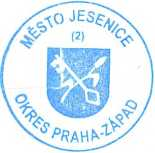 MĚSTO JESENICE
(2)
OKRES PRAHA-ZÁPAD